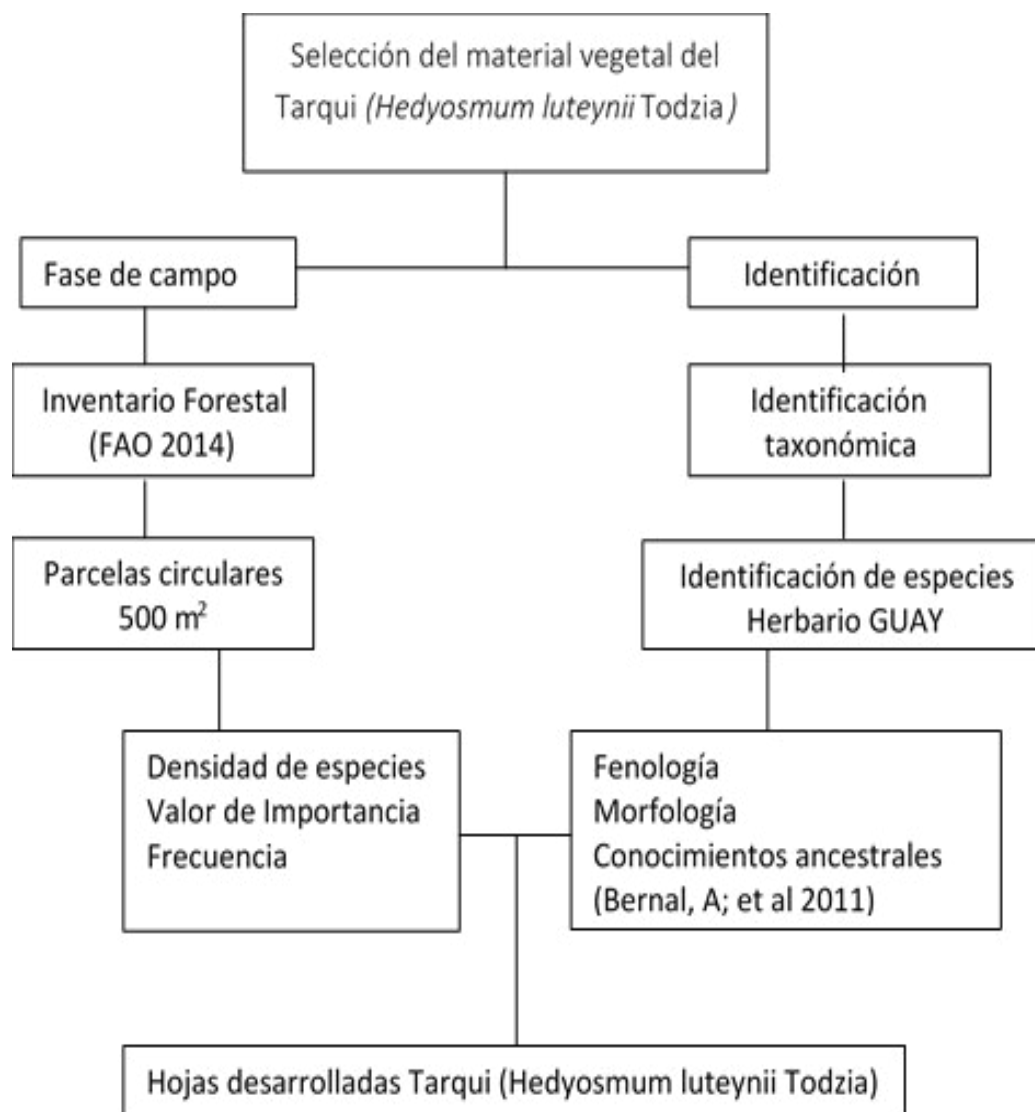 Selección del material vegetal del
Tarqui (Hedyosmum luteynii Todzia )
Fase de campo
Identificación
Inventario Forestal
(FAO 2014)
Identificación
taxonómica
Parcelas circulares
500 m²
Identificación de especies
Herbario GUAY
Densidad de especies
Valor de Importancia
Frecuencia
Fenología
Morfología
Conocimientos ancestrales
(Bernal, A; et al 2011)
Hojas desarrolladas Tarqui (Hedyosmum luteynii Todzia)